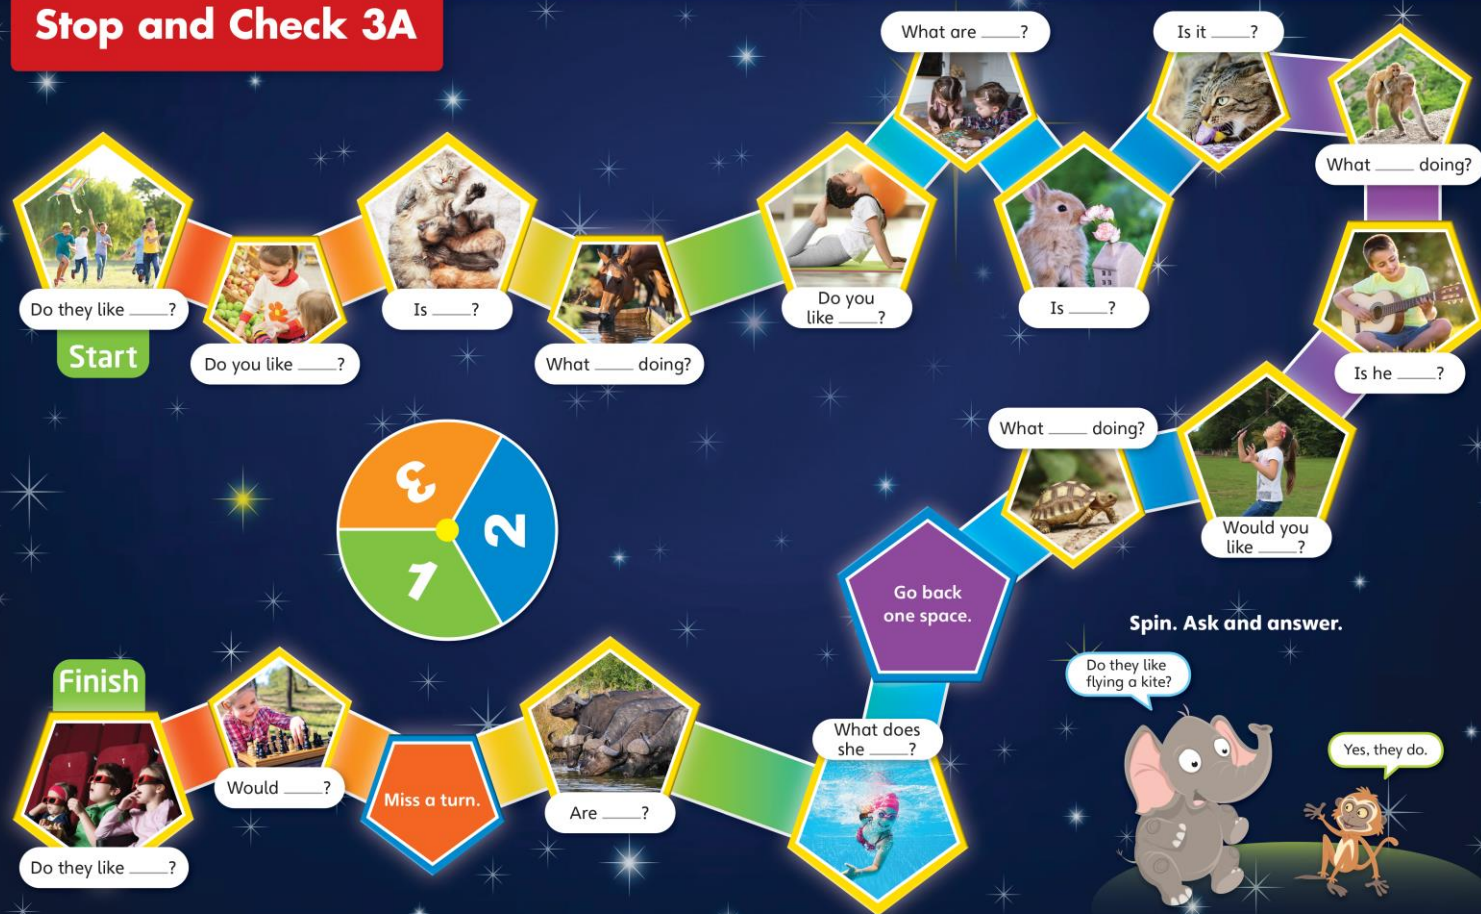 Stop and Check 3A
Do they like ____?
Start
Do you like ____?
Is ____?
What ____ doing?
Do you
like ____?
What are ____?
Is ____?
Is it ____?
What ____ doing?
Is he ____?
Would you
like ____?
What ____ doing?
Go back
one space.
What does
she ____?
Are ____?
Miss a turn.
Would ____?
Finish
Do they like ____?
3
2
1
Spin. Ask and answer.
Do they like
flying a kite?
Yes, they do.